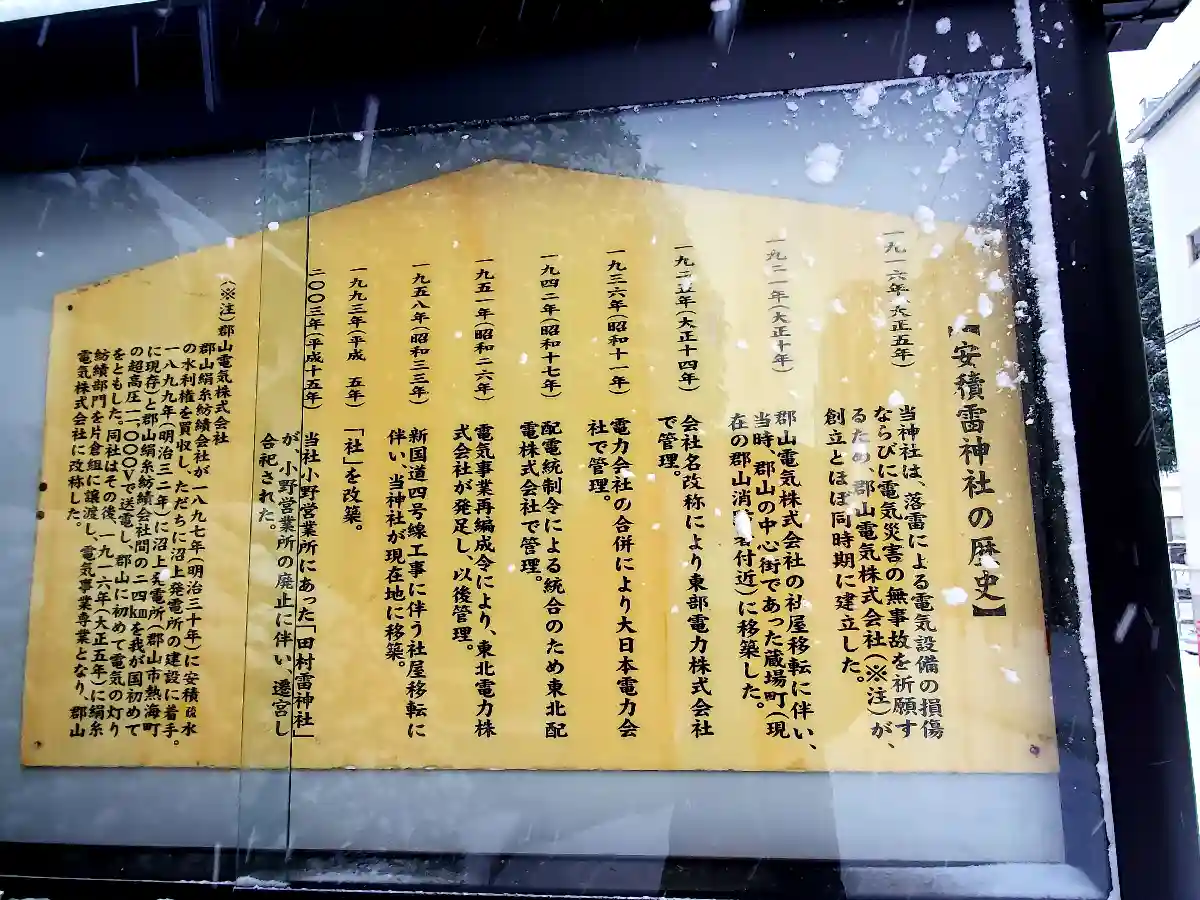 【安積雷神社の歴史】
一九一六年(大正五年)
当神社は、落雷による電気設備の損傷
ならびに電気災害の無事故を祈願す
るため、郡山電気株式会社(※注)が、
創立とほぼ同時期に建立した。
一九二一年(大正十年)
郡山電気株式会社の社屋移転に伴い、
当時、郡山の中心街であった蔵場町(現
在の郡山消防署付近)に移築した。
一九二五年(大正十四年)
会社名改称により東部電力株式会社
で管理。
一九三六年(昭和十一年)
電力会社の合併により大日本電力会
社で管理。
一九四二年(昭和十七年)
配電統制令による統合のため東北配
電株式会社で管理。
一九五一年(昭和二六年)
電気事業再編成令により、東北電力株
式会社が発足し、以後管理。
一九五八年(昭和三三年)
新国道四号線工事に伴う社屋移転に
伴い、当神社が現在地に移築。
一九九三年(平成 五年)
「社」を改築。
二〇〇三年(平成十五年)
当社小野営業所にあった「田村雷神社」
が、小野営業所の廃止に伴い、遷宮し
合祀された。
(※注)郡山電気株式会社
郡山絹糸紡績会社が一八九七年(明治三十年)に安積疏水
の水利権を買収し、ただちに沼上発電所の建設に着手。
一八九九年(明治三二年)に沼上発電所(郡山市熱海町
に現存)と郡山絹糸紡績会社間の二四㎞を我が国初めて
の超高圧一一、〇〇〇Vで送電し、郡山に初めて電気の灯り
をともした。同社はその後、一九一六年(大正五年)に絹糸
紡績部門を片倉組に譲渡し、電気事業専業となり、郡山
電気株式会社に改称した。